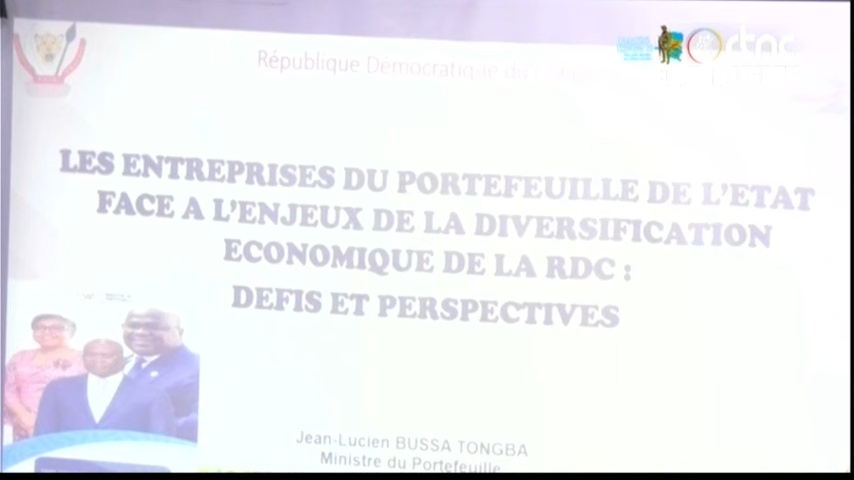 rtnc
République Démocratique du
LES ENTREPRISES DU PORTEFEUILLE DE L'ETAT
FACE A L'ENJEUX DE LA DIVERSIFICATION
ECONOMIQUE DE LA RDC :
DEFIS ET PERSPECTIVES
Jean-Lucien BUSSA TONGBA
Ministre du Portefeuille